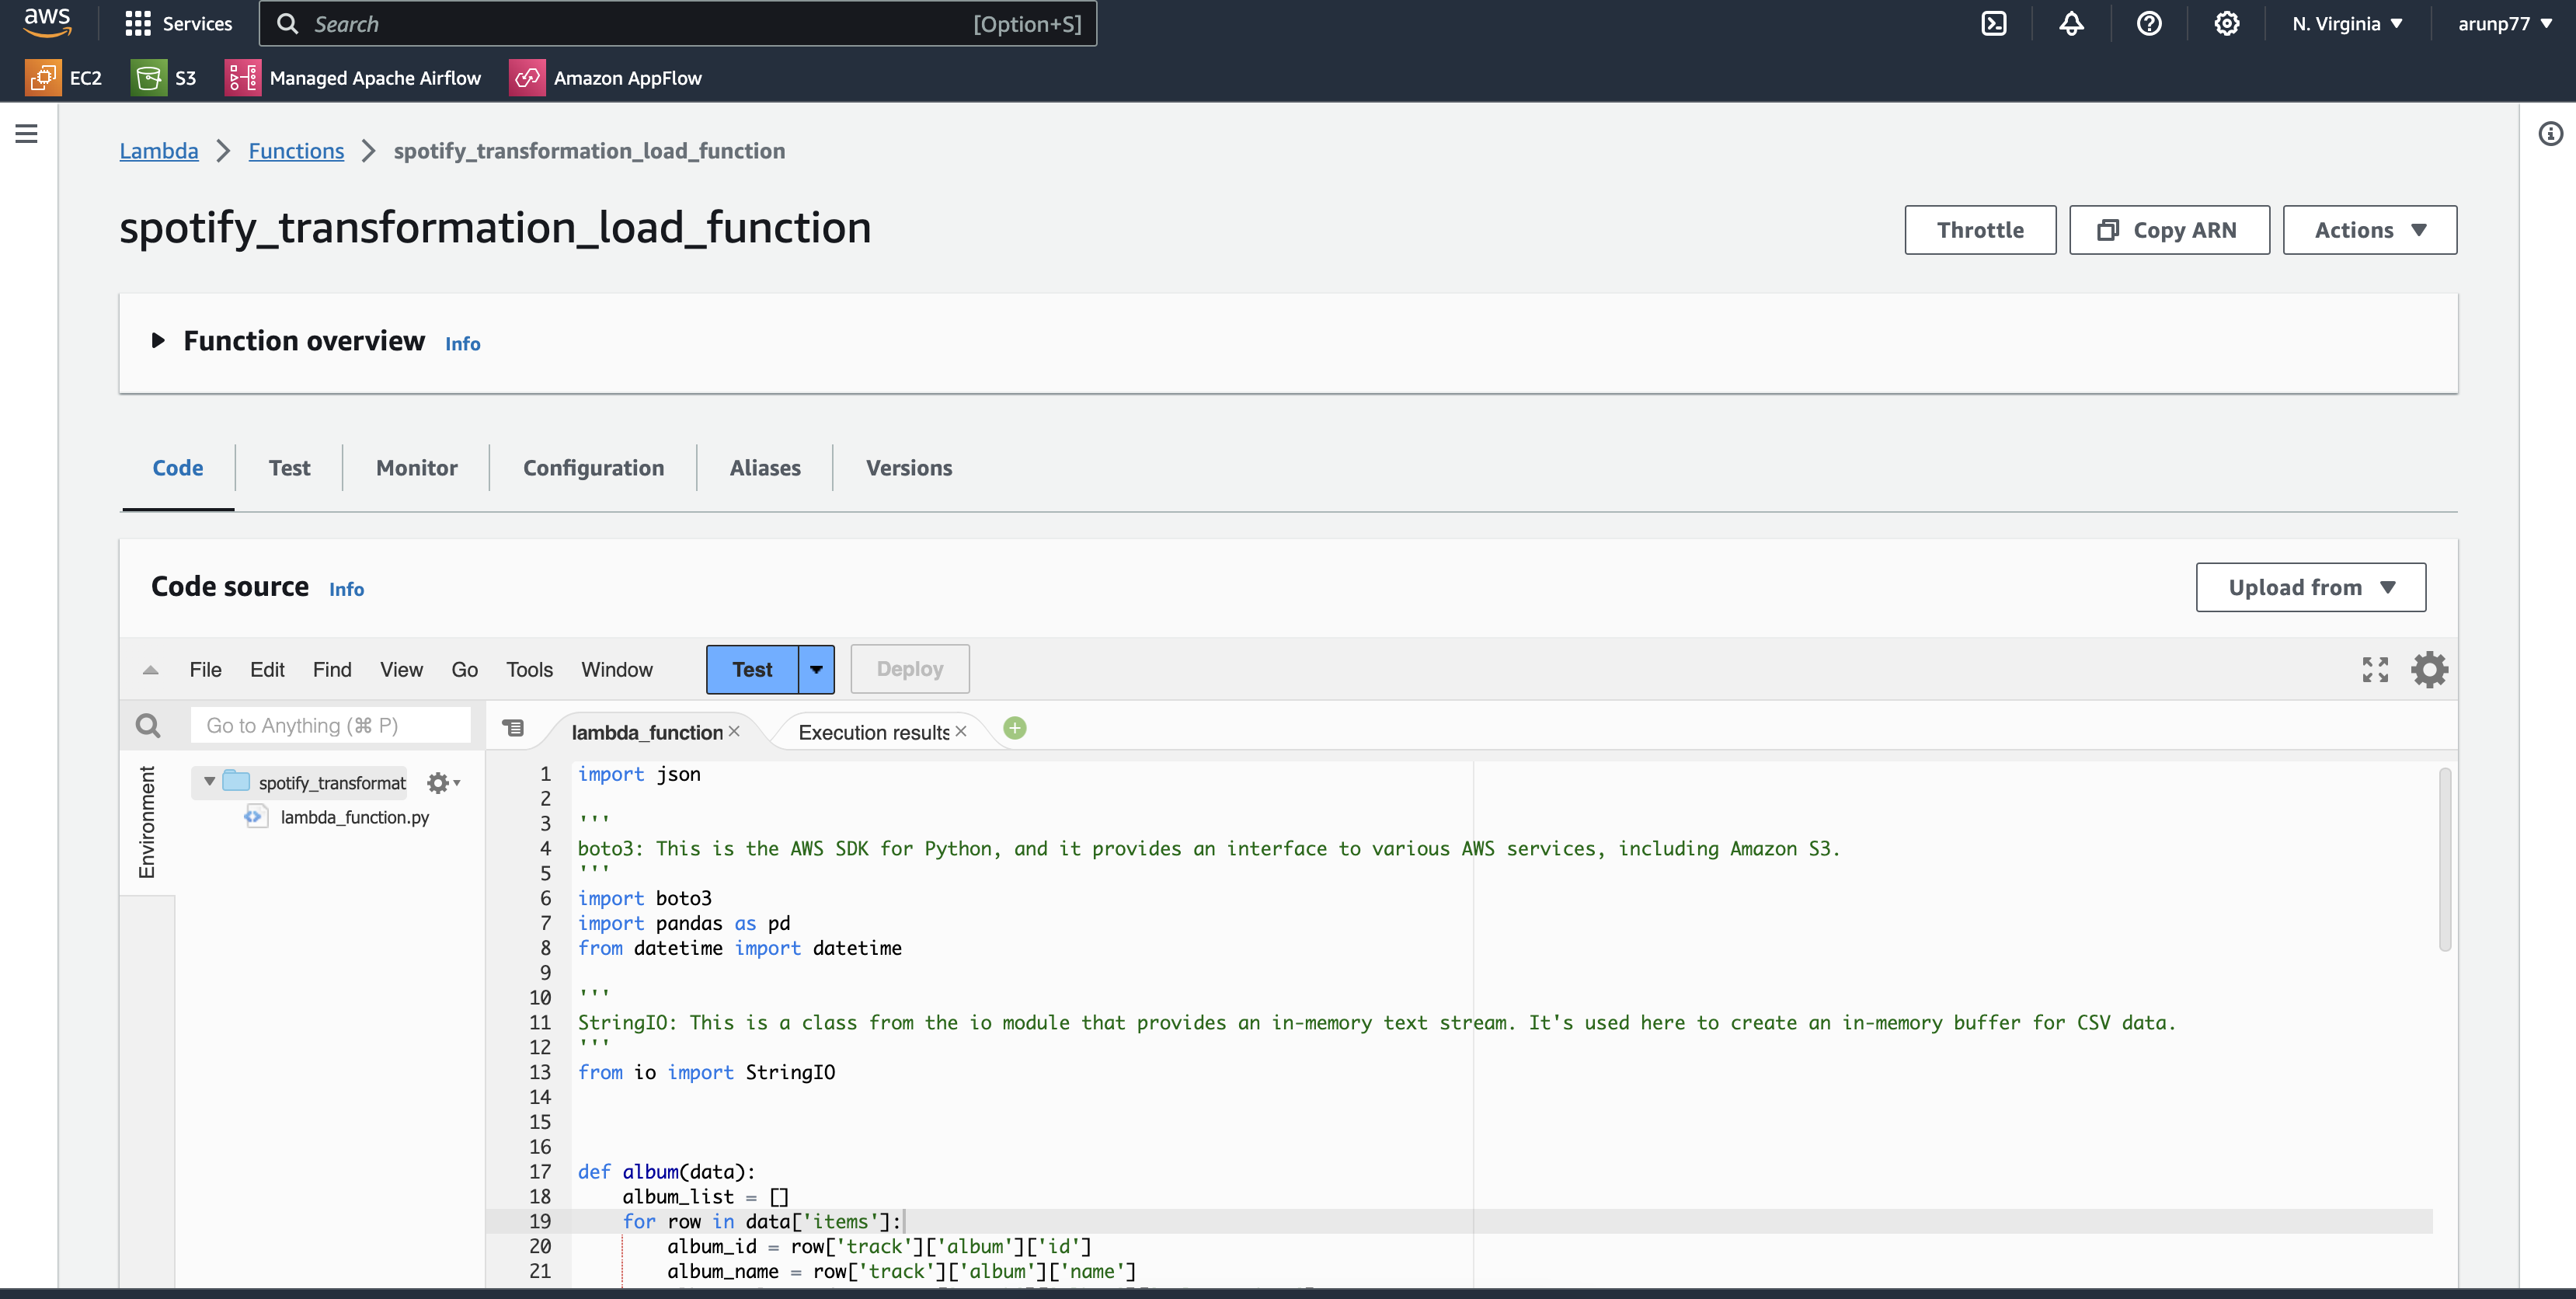 aws Services Search [Option+S] N. Virginia arunp77
EC2 S3 Managed Apache Airflow Amazon AppFlow
Lambda Functions spotify_transformation_load_function
spotify_transformation_load_function Throttle Copy ARN Actions
Function overview Info
Code Test Monitor Configuration Aliases Versions
Code source Info Upload from
File Edit Find View Go Tools Window Test Deploy
Go to Anything (⌘ P) lambda_function Execution results
Environment
spotify_transformat
lambda_function.py
1 import json
2
3 '''
4 boto3: This is the AWS SDK for Python, and it provides an interface to various AWS services, including Amazon S3.
5 '''
6 import boto3
7 import pandas as pd
8 from datetime import datetime
9
10 '''
11 StringIO: This is a class from the io module that provides an in-memory text stream. It's used here to create an in-memory buffer for CSV data.
12 '''
13 from io import StringIO
14
15
16
17 def album(data):
18 album_list = []
19 for row in data['items']:
20 album_id = row['track']['album']['id']
21 album_name = row['track']['album']['name']